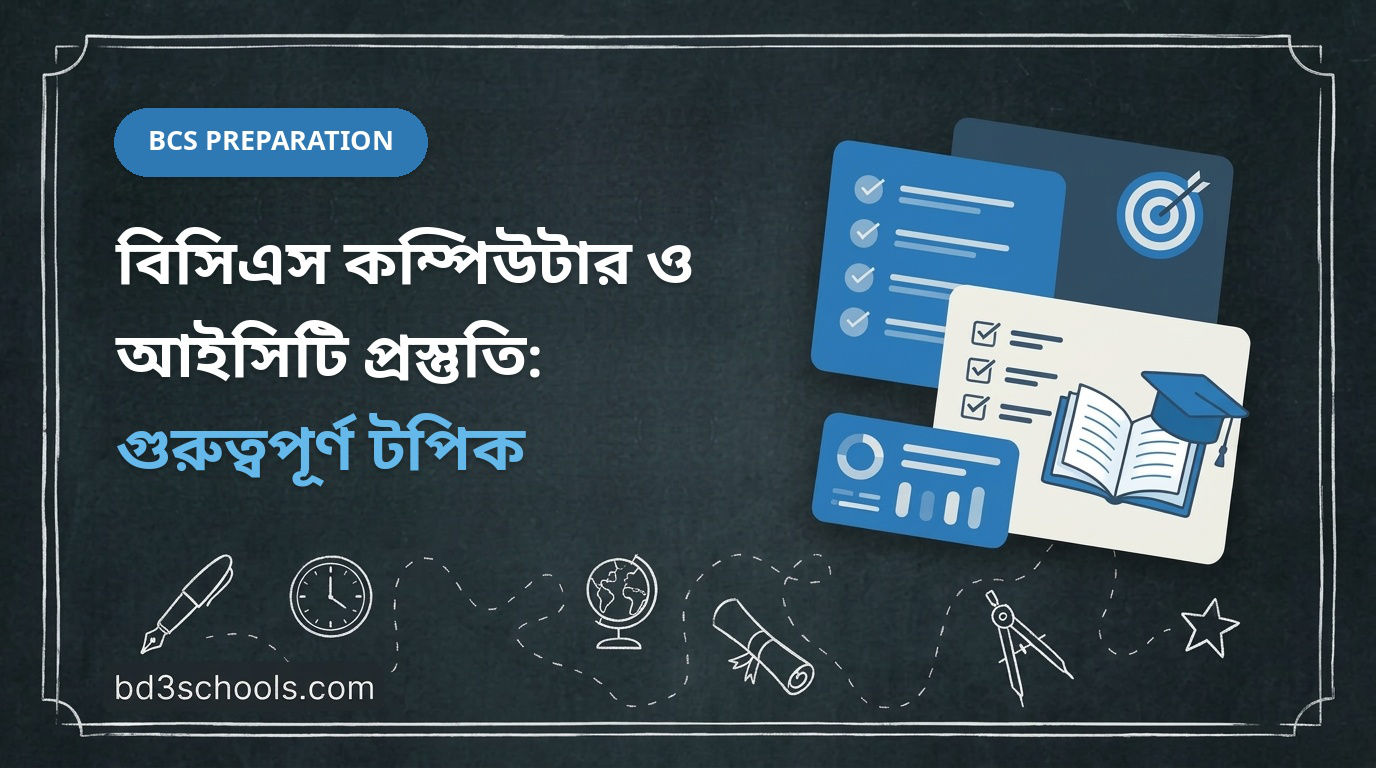 BCS PREPARATION
বিসিএস কম্পিউটার ও
আইসিটি প্রস্তুতি:
গুরুত্বপূর্ণ টপিক
bd3schools.com